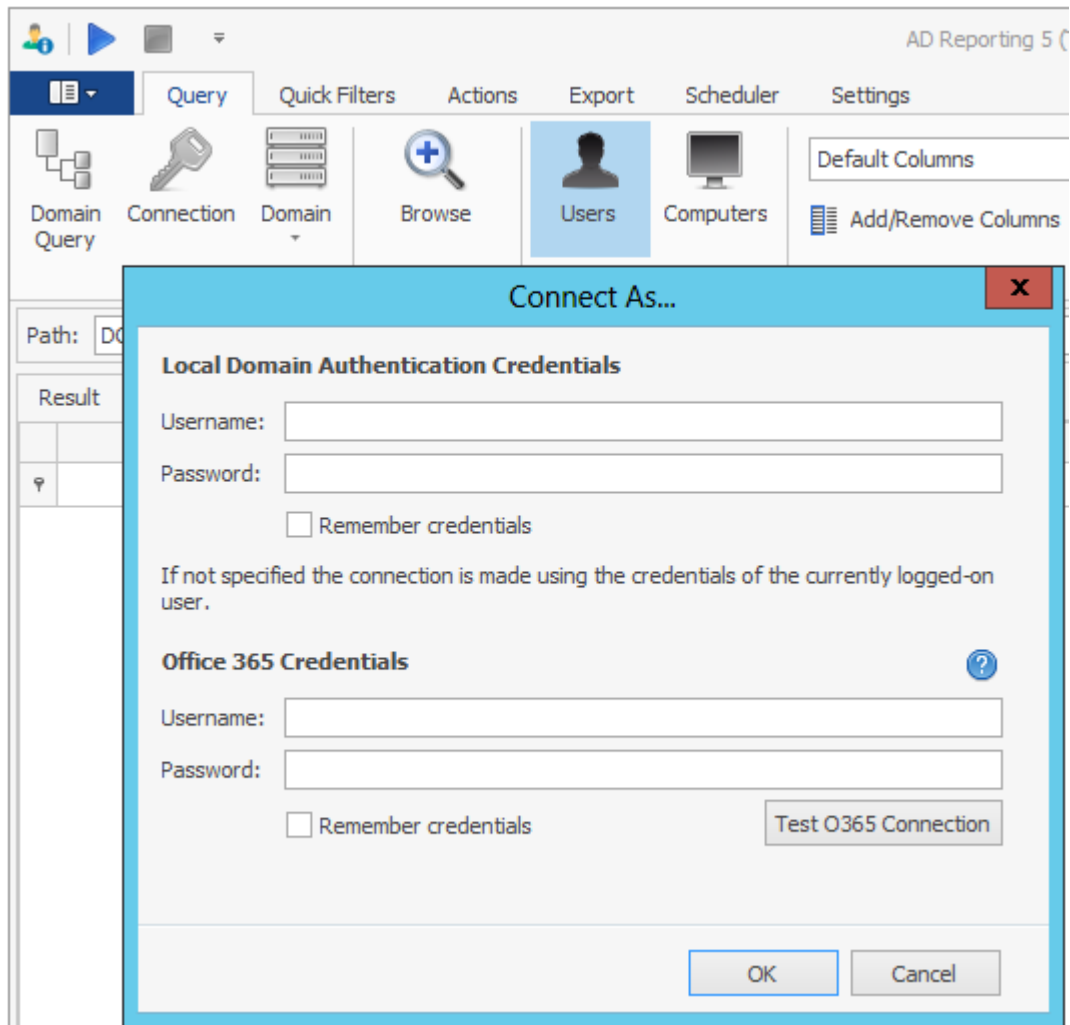 AD Reporting 5 (
Query Quick Filters Actions Export Scheduler Settings
Domain Query
Connection
Domain
Browse
Users
Computers
Default Columns
Add/Remove Columns
Connect As...
x
Path:
Result
Local Domain Authentication Credentials
Username:
Password:
Remember credentials
If not specified the connection is made using the credentials of the currently logged-on
user.
Office 365 Credentials
?
Username:
Password:
Remember credentials
Test O365 Connection
OK Cancel